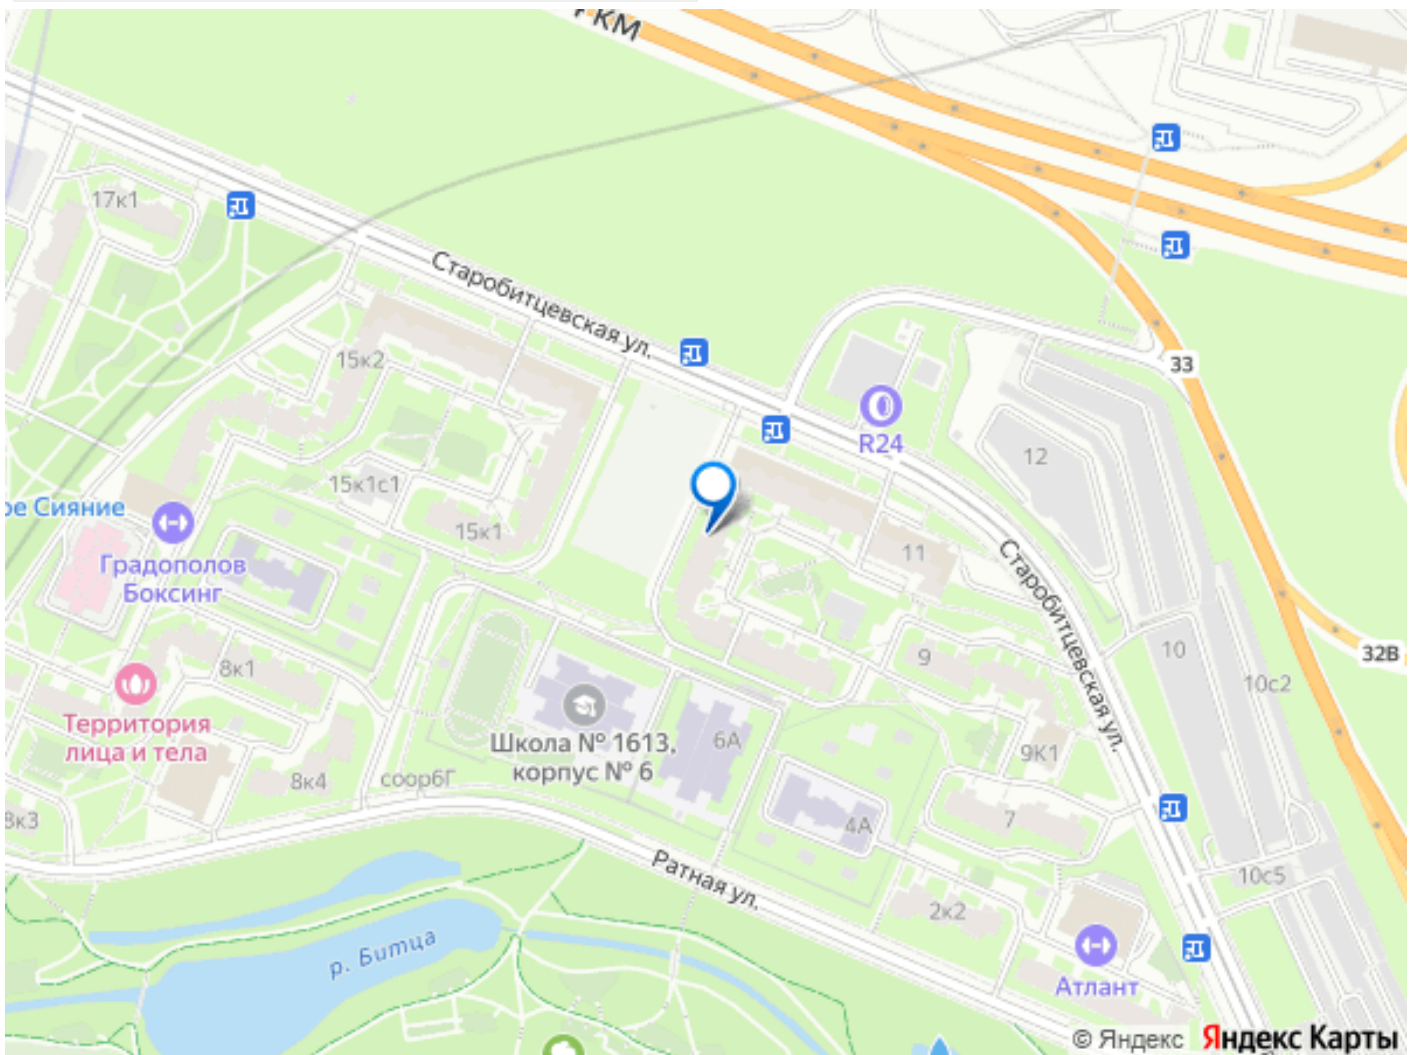 КМ
17к1
Старобитцевская ул.
33
15к2
R24
12
15к1с1
ое Сияние
15к1
11
Градополов
Боксинг
Старобитцевская ул.
9
10
32В
8к1
10с2
Территория
лица и тела
Школа № 1613,
корпус № 6
6А
9К1
8к4
соор6Г
8к3
7
4А
Ратная ул.
10с5
2к2
р. Битца
Атлант
© Яндекс
Яндекс Карты